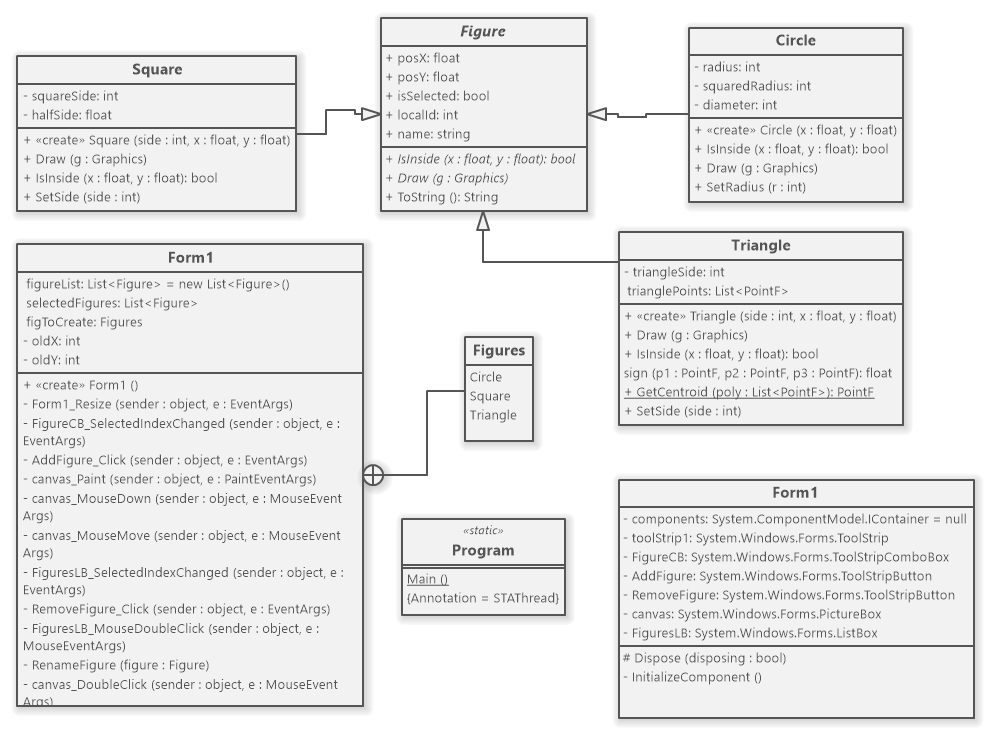 Square
- squareSide: int
- halfSide: float
+ «create» Square (side : int, x : float, y : float)
+ Draw (g : Graphics)
+ IsInside (x : float, y : float): bool
+ SetSide (side : int)
Figure
+ posX: float
+ posY: float
+ isSelected: bool
+ localId: int
+ name: string
+ IsInside (x : float, y : float): bool
+ Draw (g : Graphics)
+ ToString (): String
Circle
- radius: int
- squaredRadius: int
- diameter: int
+ «create» Circle (x : float, y : float)
+ IsInside (x : float, y : float): bool
+ Draw (g : Graphics)
+ SetRadius (r : int)
Triangle
- triangleSide: int
trianglePoints: List<PointF>
+ «create» Triangle (side : int, x : float, y : float)
+ Draw (g : Graphics)
+ IsInside (x : float, y : float): bool
sign (p1 : PointF, p2 : PointF, p3 : PointF): float
+ GetCentroid (poly : List<PointF>): PointF
+ SetSide (side : int)
Form1
figureList: List<Figure> = new List<Figure>()
selectedFigures: List<Figure>
figToCreate: Figures
- oldX: int
- oldY: int
+ «create» Form1 ()
- Form1_Resize (sender : object, e : EventArgs)
- FigureCB_SelectedIndexChanged (sender : object, e :
EventArgs)
- AddFigure_Click (sender : object, e : EventArgs)
- canvas_Paint (sender : object, e : PaintEventArgs)
- canvas_MouseDown (sender : object, e : MouseEvent
Args)
- canvas_MouseMove (sender : object, e : MouseEvent
Args)
- FiguresLB_SelectedIndexChanged (sender : object, e :
EventArgs)
- RemoveFigure_Click (sender : object, e : EventArgs)
- FiguresLB_MouseDoubleClick (sender : object, e :
MouseEventArgs)
- RenameFigure (figure : Figure)
- canvas_DoubleClick (sender : object, e : MouseEvent
Args)
Figures
Circle
Square
Triangle
«static»
Program
Main ()
{Annotation = STAThread}
Form1
- components: System.ComponentModel.IContainer = null
- toolStrip1: System.Windows.Forms.ToolStrip
- FigureCB: System.Windows.Forms.ToolStripComboBox
- AddFigure: System.Windows.Forms.ToolStripButton
- RemoveFigure: System.Windows.Forms.ToolStripButton
- canvas: System.Windows.Forms.PictureBox
- FiguresLB: System.Windows.Forms.ListBox
# Dispose (disposing : bool)
- InitializeComponent ()